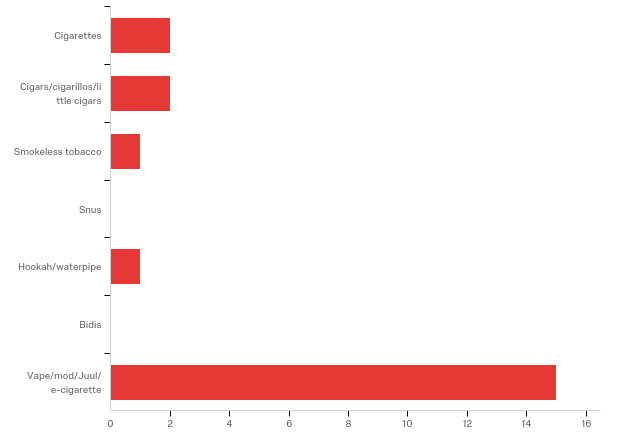 Cigarettes
Cigars/cigarillos/li
ttle cigars
Smokeless tobacco
Snus
Hookah/waterpipe
Bidis
Vape/mod/Juul/
e-cigarette
0 2 4 6 8 10 12 14 16